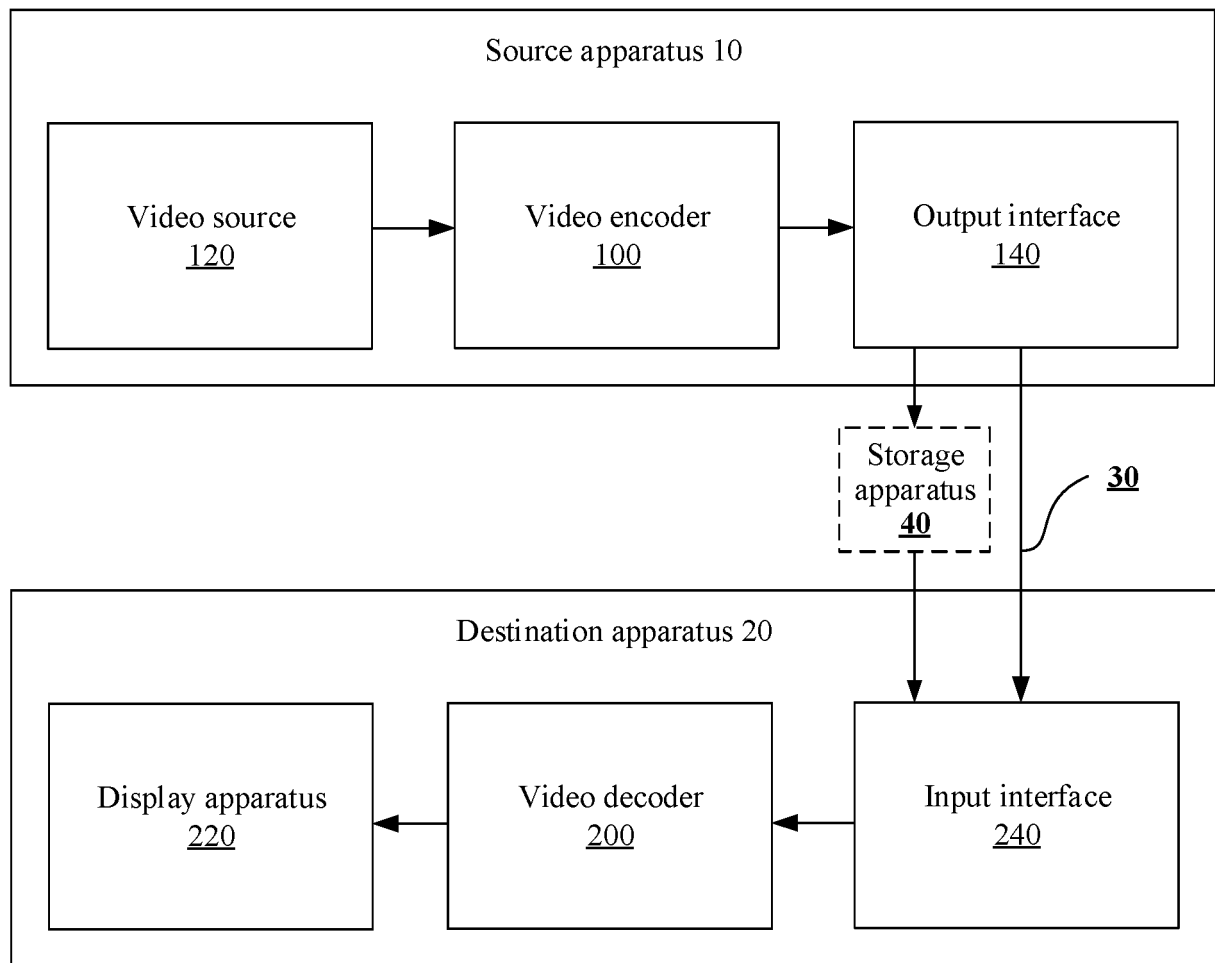 Source apparatus 10
Video source
120
Video encoder
100
Output interface
140
Storage
apparatus
40
30
Destination apparatus 20
Display apparatus
220
Video decoder
200
Input interface
240